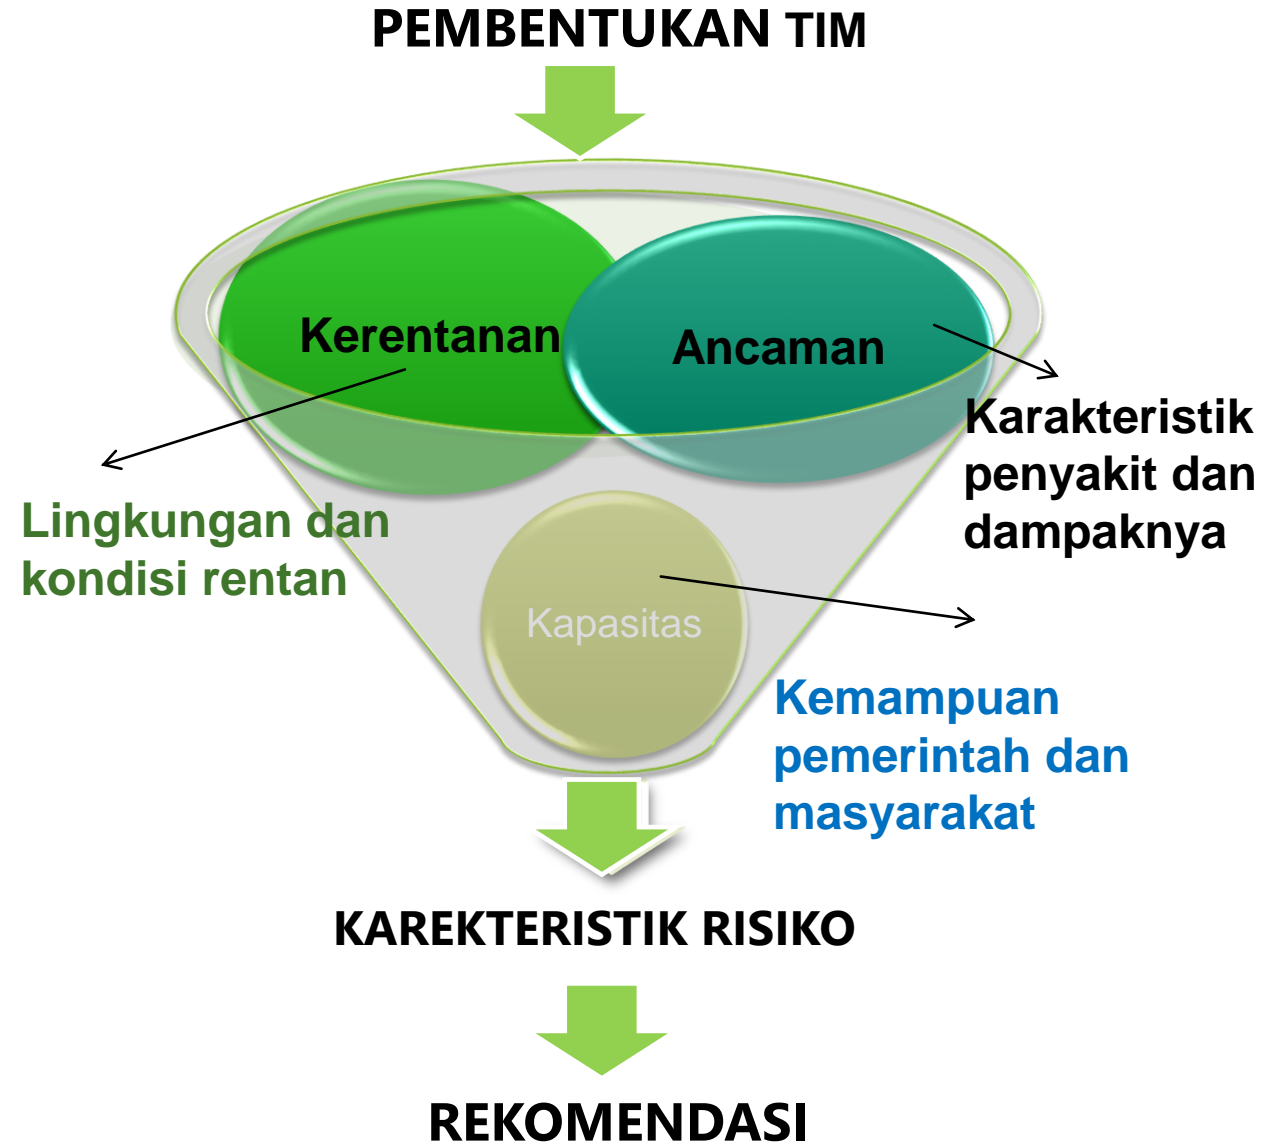 PEMBENTUKAN TIM
Kerentanan
Ancaman
Karakteristik
penyakit dan
dampaknya
Lingkungan dan
kondisi rentan
Kapasitas
Kemampuan
pemerintah dan
masyarakat
KAREKTERISTIK RISIKO
REKOMENDASI